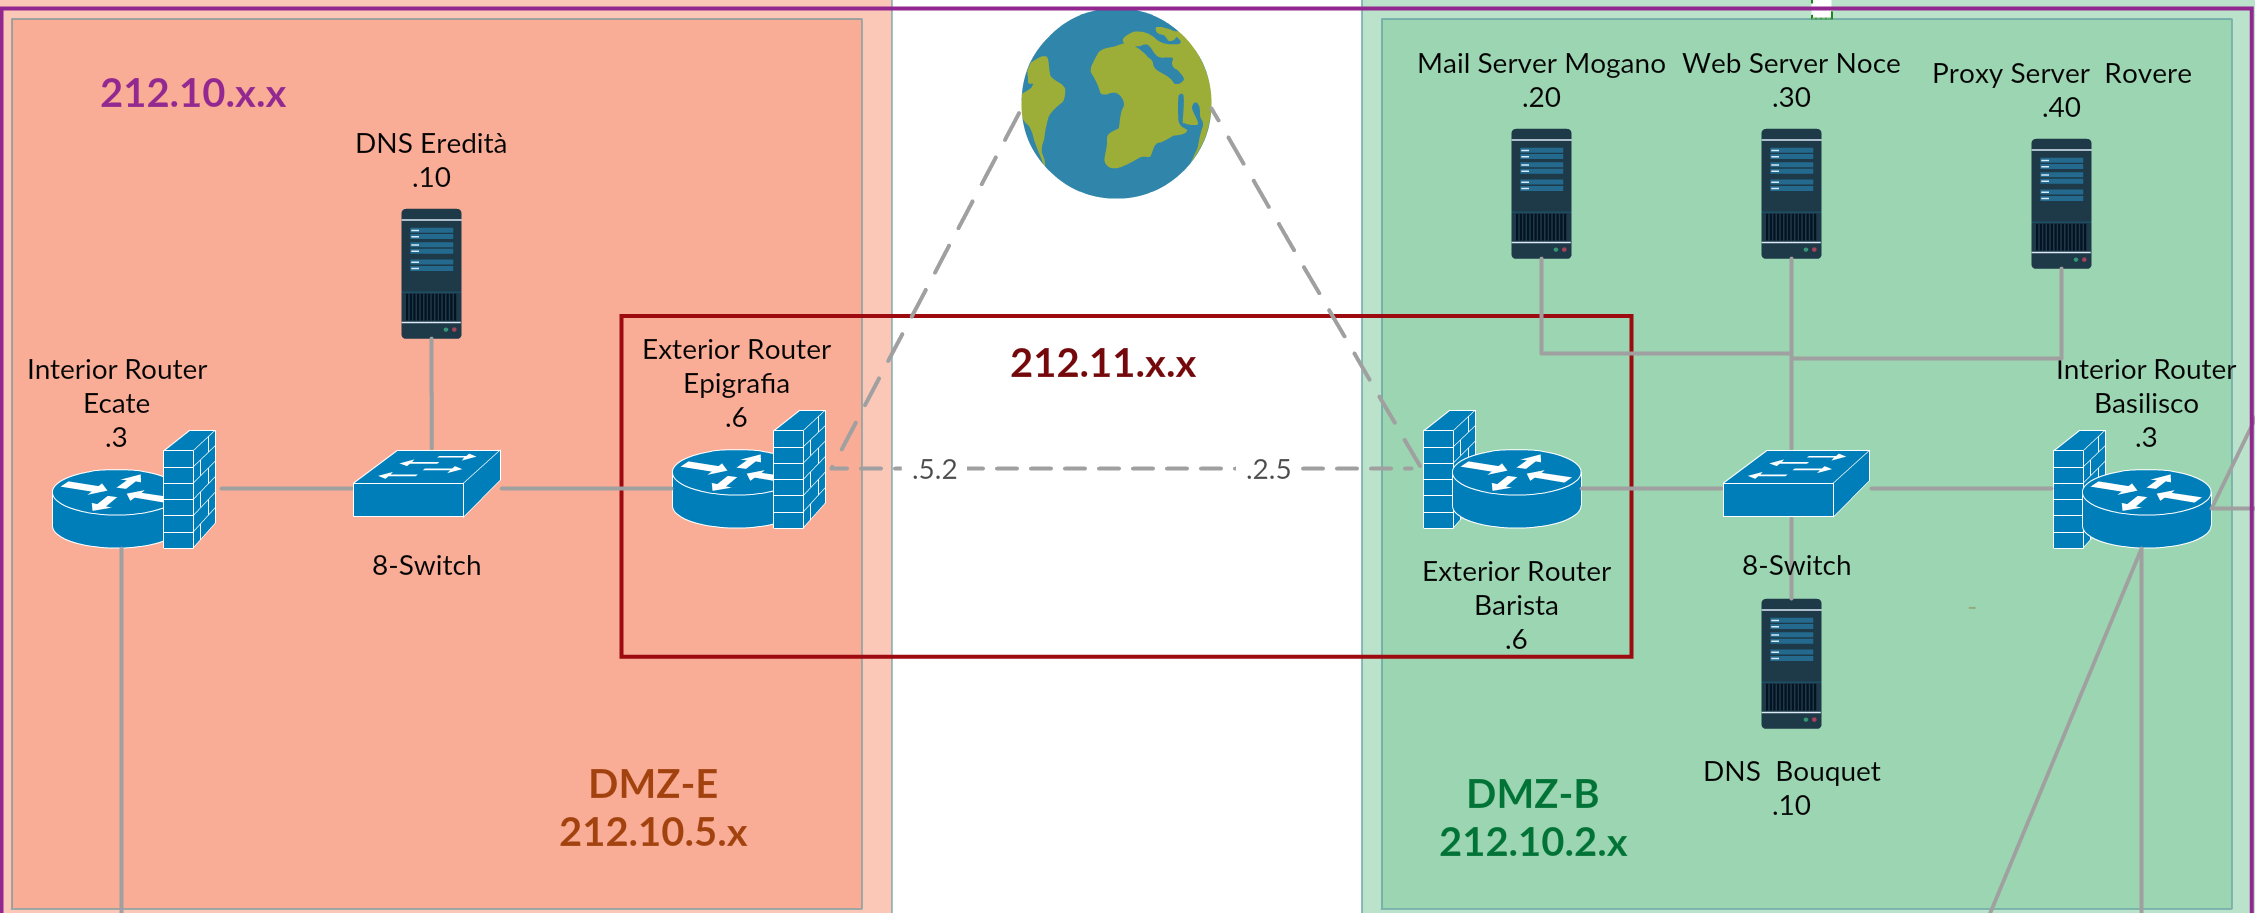 212.10.x.x
DNS Eredità
.10
Interior Router
Ecate
.3
8-Switch
Exterior Router
Epigrafia
.6
DMZ-E
212.10.5.x
212.11.x.x
.5.2
.2.5
Mail Server Mogano
.20
Web Server Noce
.30
Proxy Server  Rovere
.40
Exterior Router
Barista
.6
8-Switch
Interior Router
Basilisco
.3
DNS  Bouquet
.10
DMZ-B
212.10.2.x